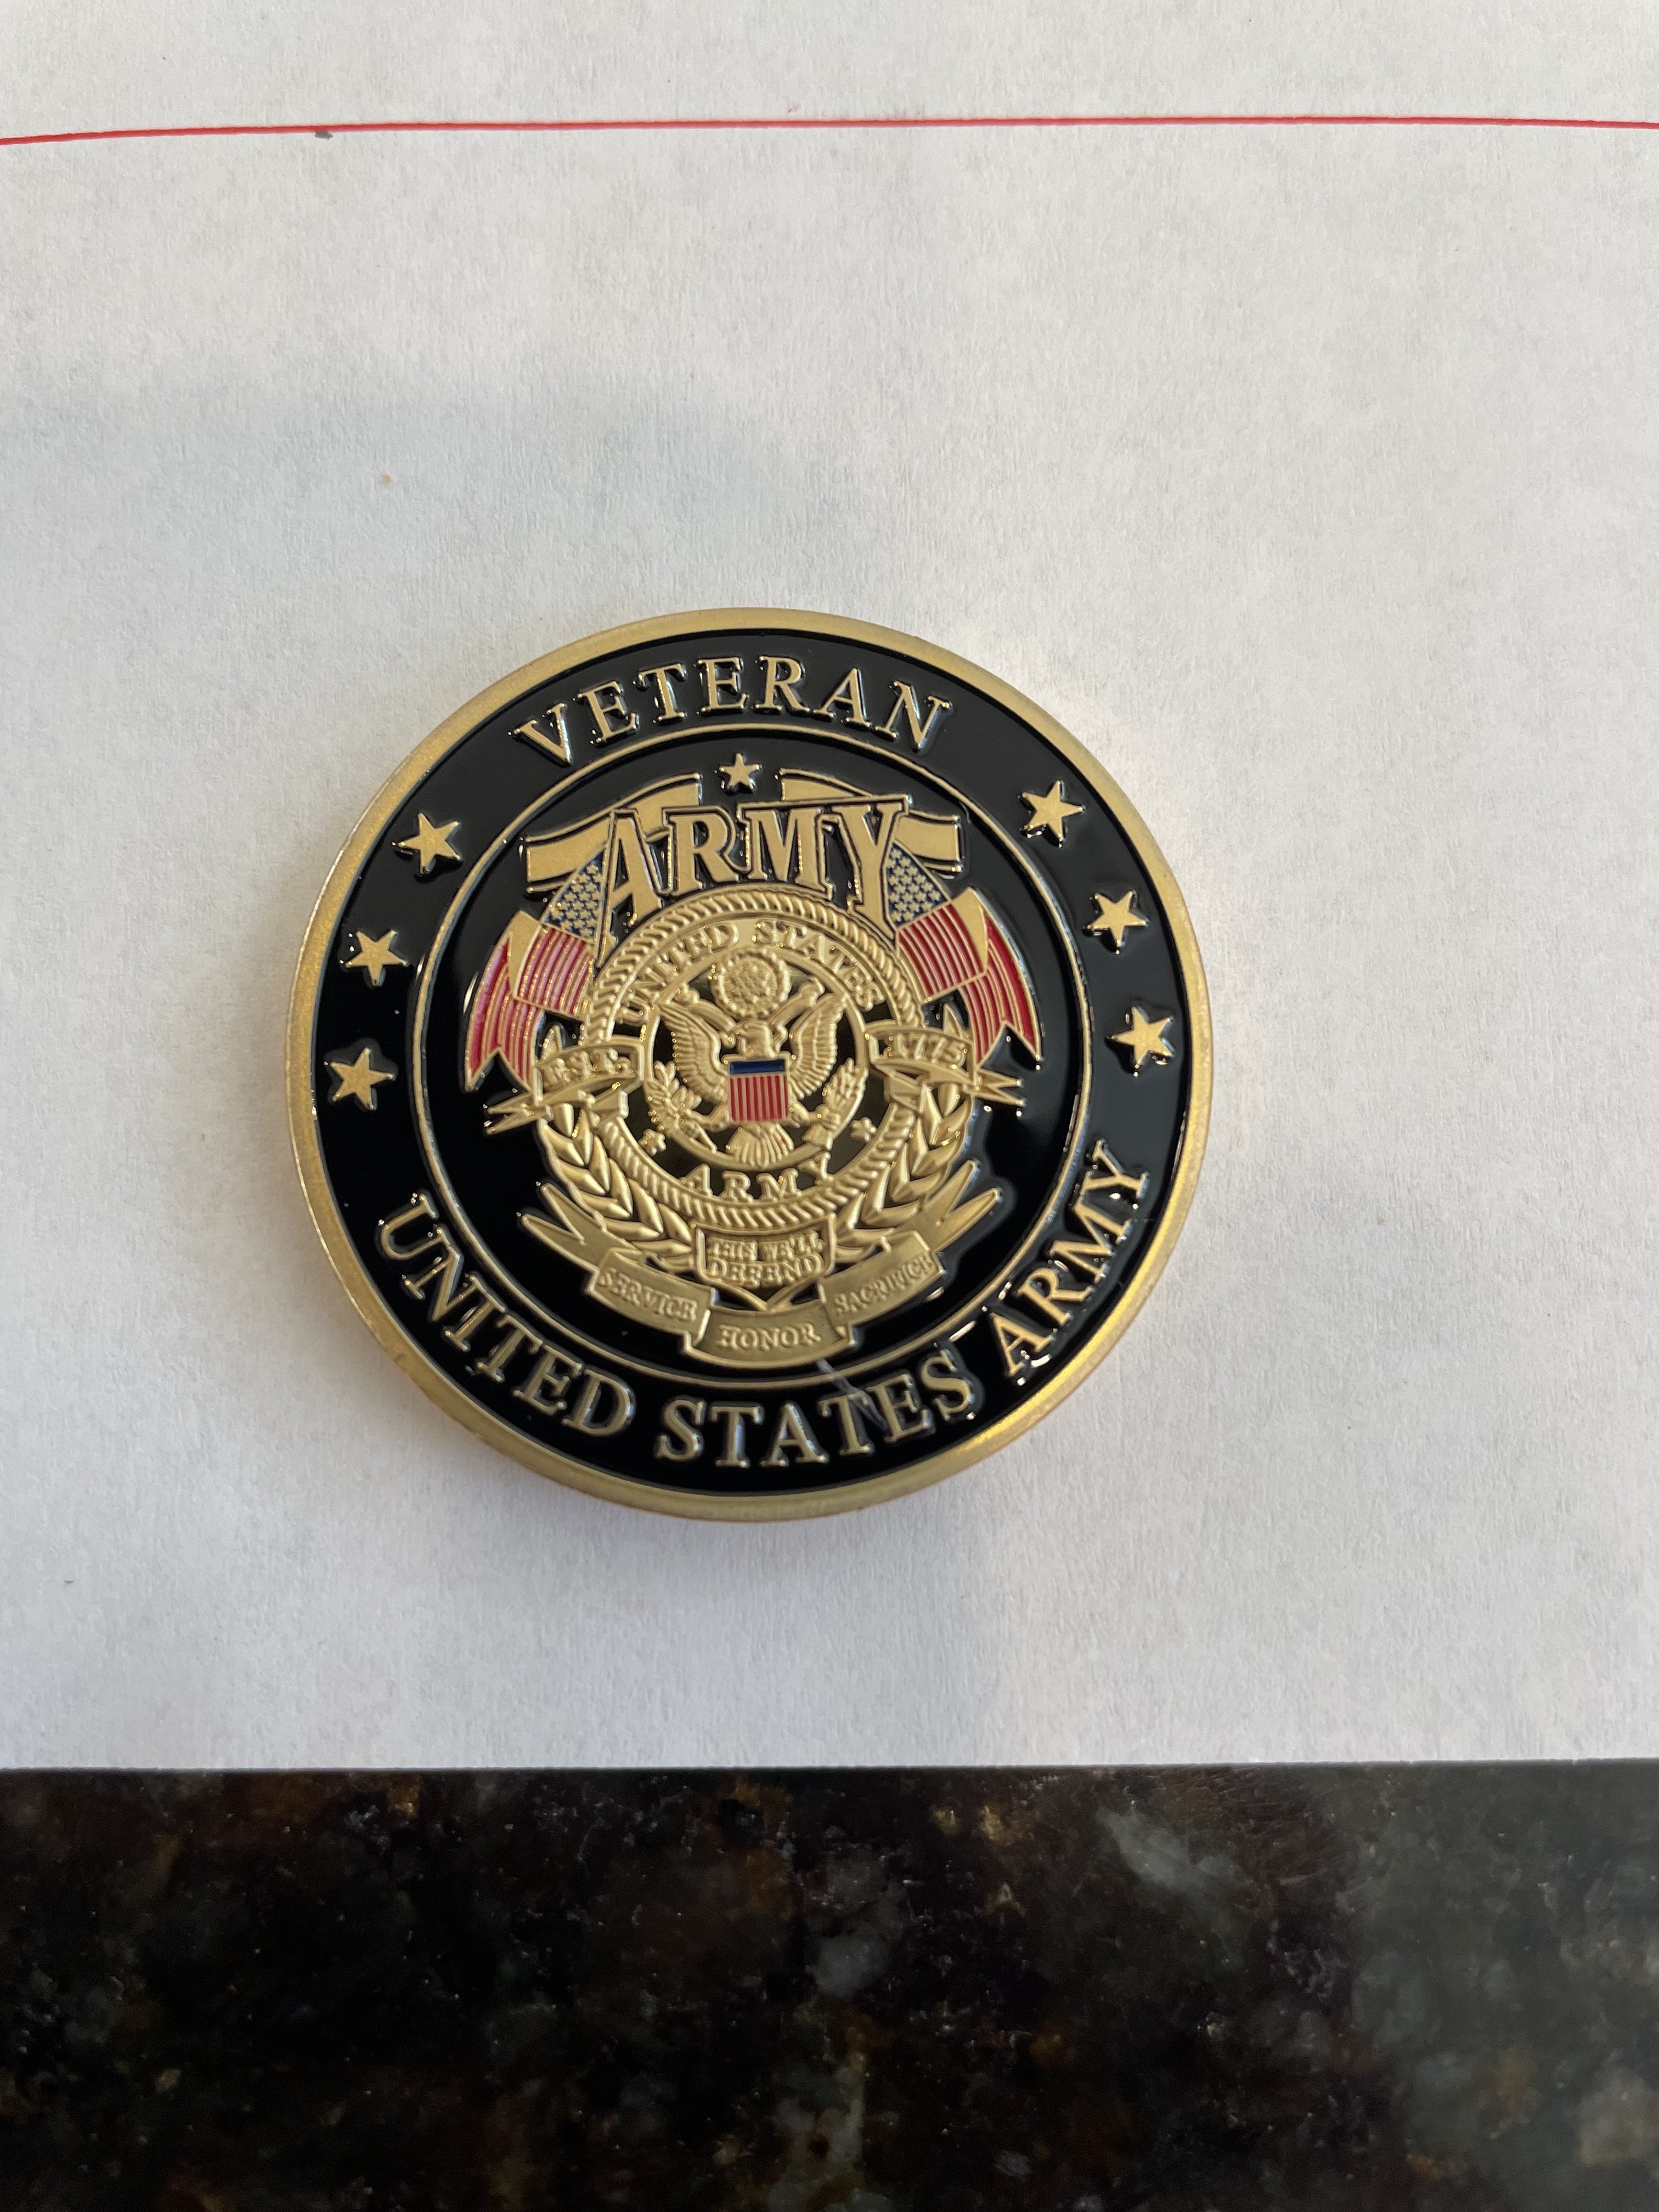 VETERAN
ARMY
UNITED STATES
EST. 1775
ARMY
THIS WE'LL
DEFEND
SERVICE HONOR SACRIFICE
UNITED STATES ARMY